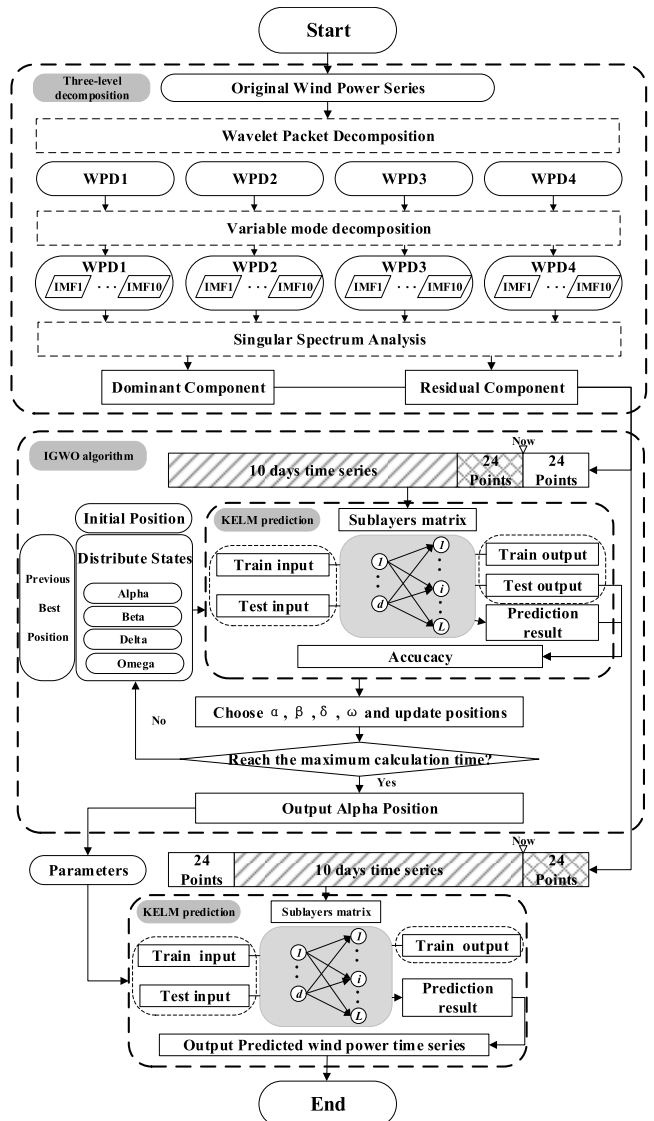 Start
Three-level
decomposition
Original Wind Power Series
Wavelet Packet Decomposition
WPD1 WPD2 WPD3 WPD4
Variable mode decomposition
WPD1 WPD2 WPD3 WPD4
IMF1 ··· IMF10 IMF1 ··· IMF10 IMF1 ··· IMF10 IMF1 ··· IMF10
Singular Spectrum Analysis
Dominant Component Residual Component
IGWO algorithm
Now
10 days time series
24
Points
24
Points
Initial Position
Distribute States
Alpha
Beta
Delta
Omega
Previous
Best
Position
KELM prediction
Sublayers matrix
Train input
Test input
1
d
1
i
L
Train output
Test output
Prediction
result
Accucacy
Choose α, β, δ, ω and update positions
No
Reach the maximum calculation time?
Yes
Output Alpha Position
Parameters
Now
24
Points
10 days time series
24
Points
KELM prediction
Sublayers matrix
Train input
Test input
1
d
1
i
L
Train output
Prediction
result
Output Predicted wind power time series
End